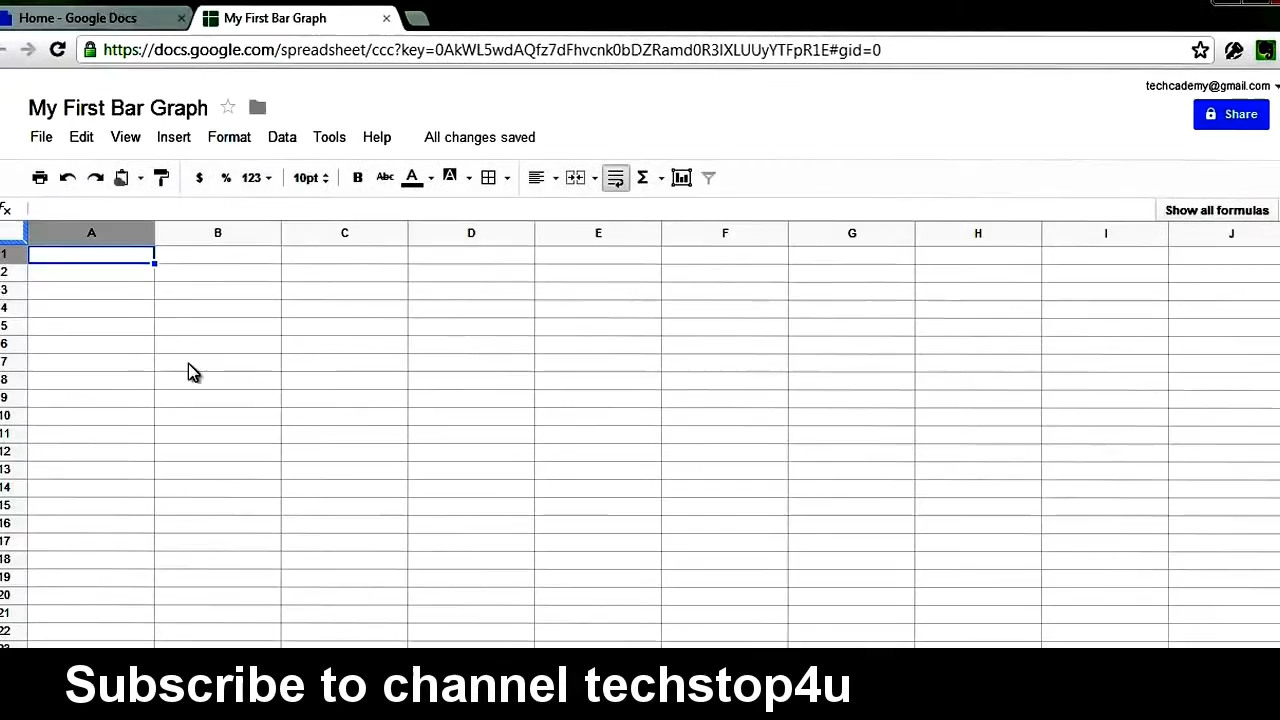 Home - Google Docs
My First Bar Graph
https://docs.google.com/spreadsheet/ccc?key=0AkWL5wdAQfz7dFhvcnk0bDZRamd0R3IXLUUyYTFpR1E#gid=0
techcademy@gmail.com
My First Bar Graph
Share
File Edit View Insert Format Data Tools Help All changes saved
$ % 123 10pt B Abc A A Σ
fx Show all formulas
A B C D E F G H I J
1
2
3
4
5
6
7
8
9
10
11
12
13
14
15
16
17
18
19
20
21
22
23
Subscribe to channel techstop4u